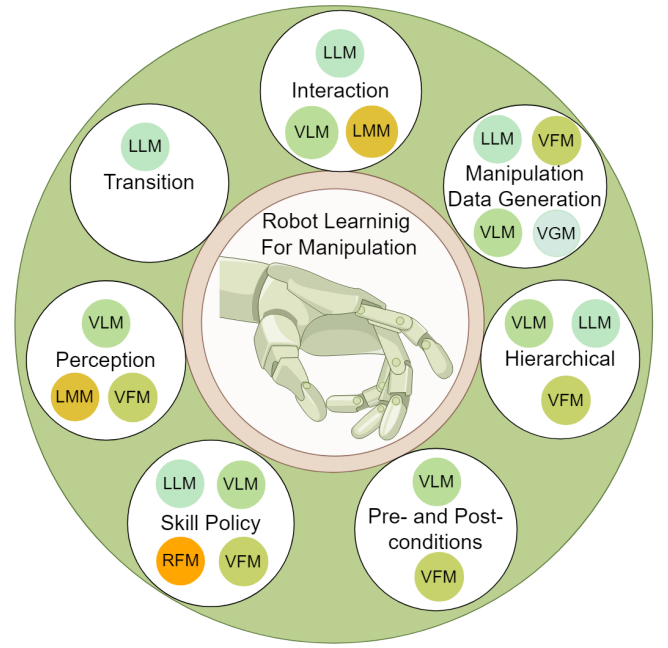 LLM
Interaction
VLM LMM
LLM VFM
Manipulation
Data Generation
VLM VGM
VLM LLM
Hierarchical
VFM
VLM
Pre- and Post-
conditions
VFM
LLM VLM
Skill Policy
RFM VFM
VLM
Perception
LMM VFM
LLM
Transition
Robot Learninig
For Manipulation